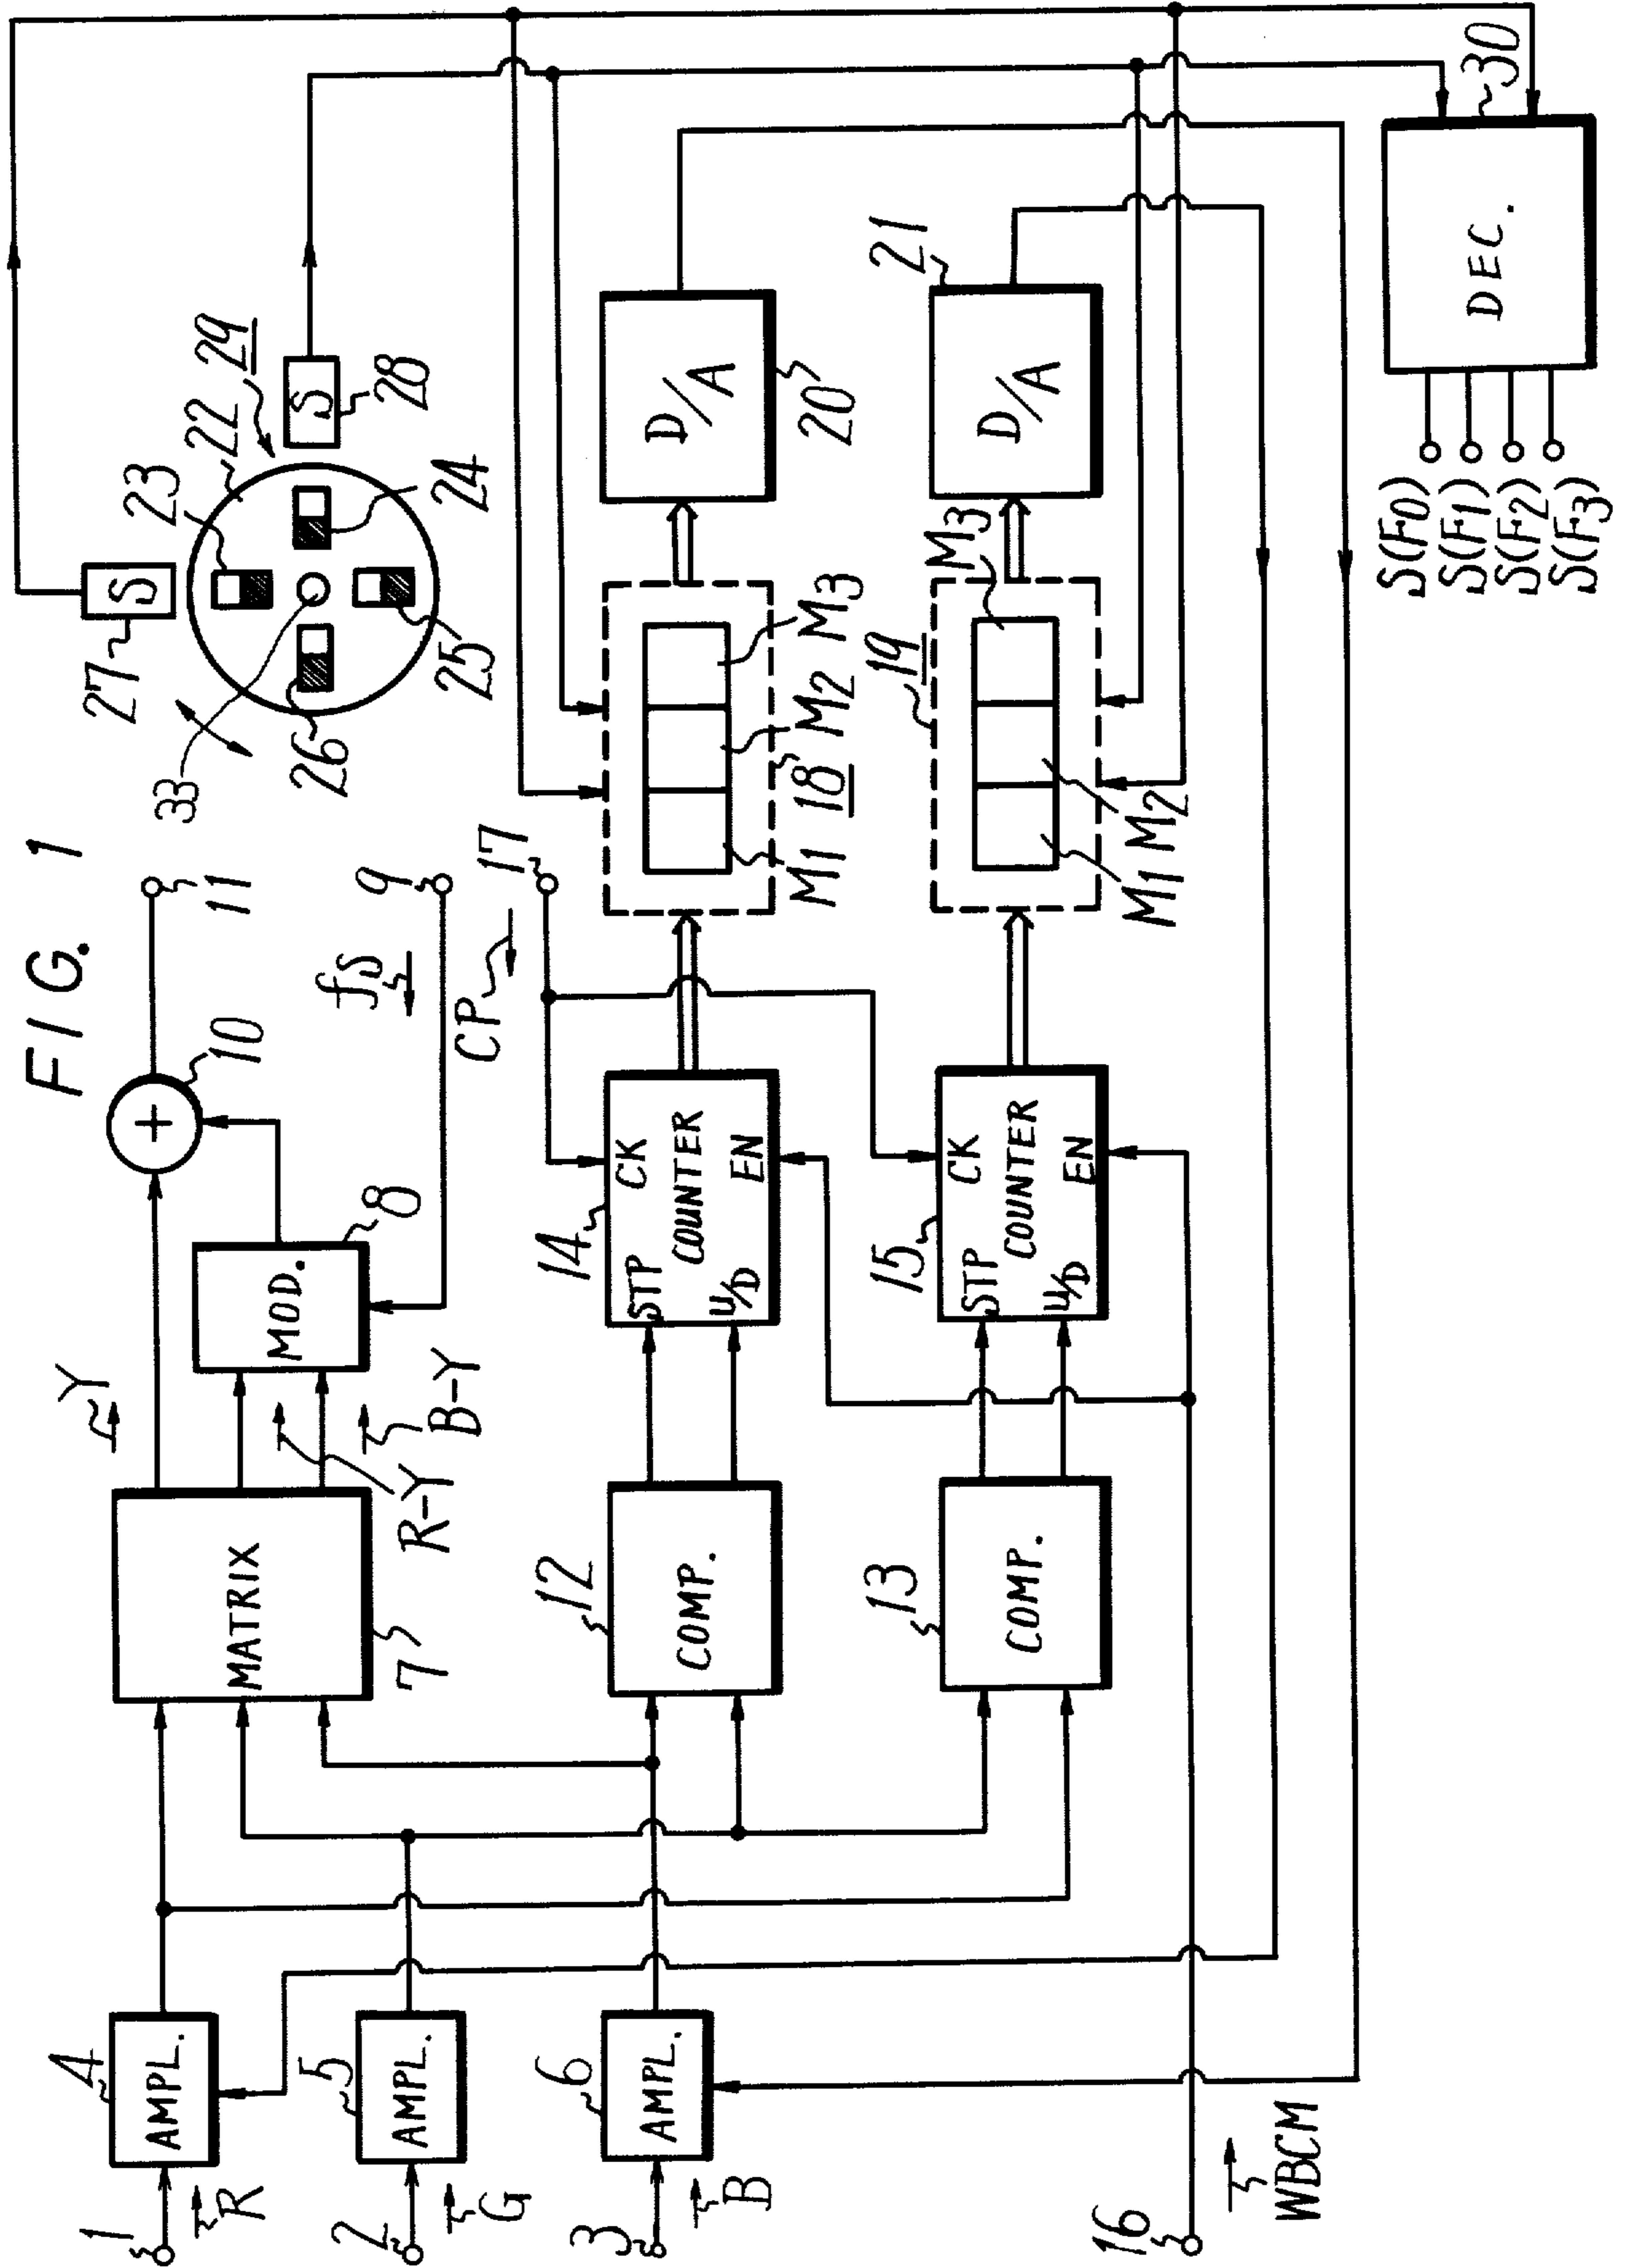 FIG. 1
1
R
4
AMPL.
2
G
5
AMPL.
3
B
6
AMPL.
16
WBCM
MATRIX
7
Y
R-Y
B-Y
MOD.
8
+
10
11
fs
9
CP
17
12
COMP.
13
COMP.
14
STP
CK
COUNTER
U/D
EN
15
STP
CK
COUNTER
U/D
EN
M1
M2
M3
18
19
M1
M2
M3
D/A
20
D/A
21
27
S
23
22
29
S
28
24
25
26
33
DEC.
30
S(F0)
S(F1)
S(F2)
S(F3)